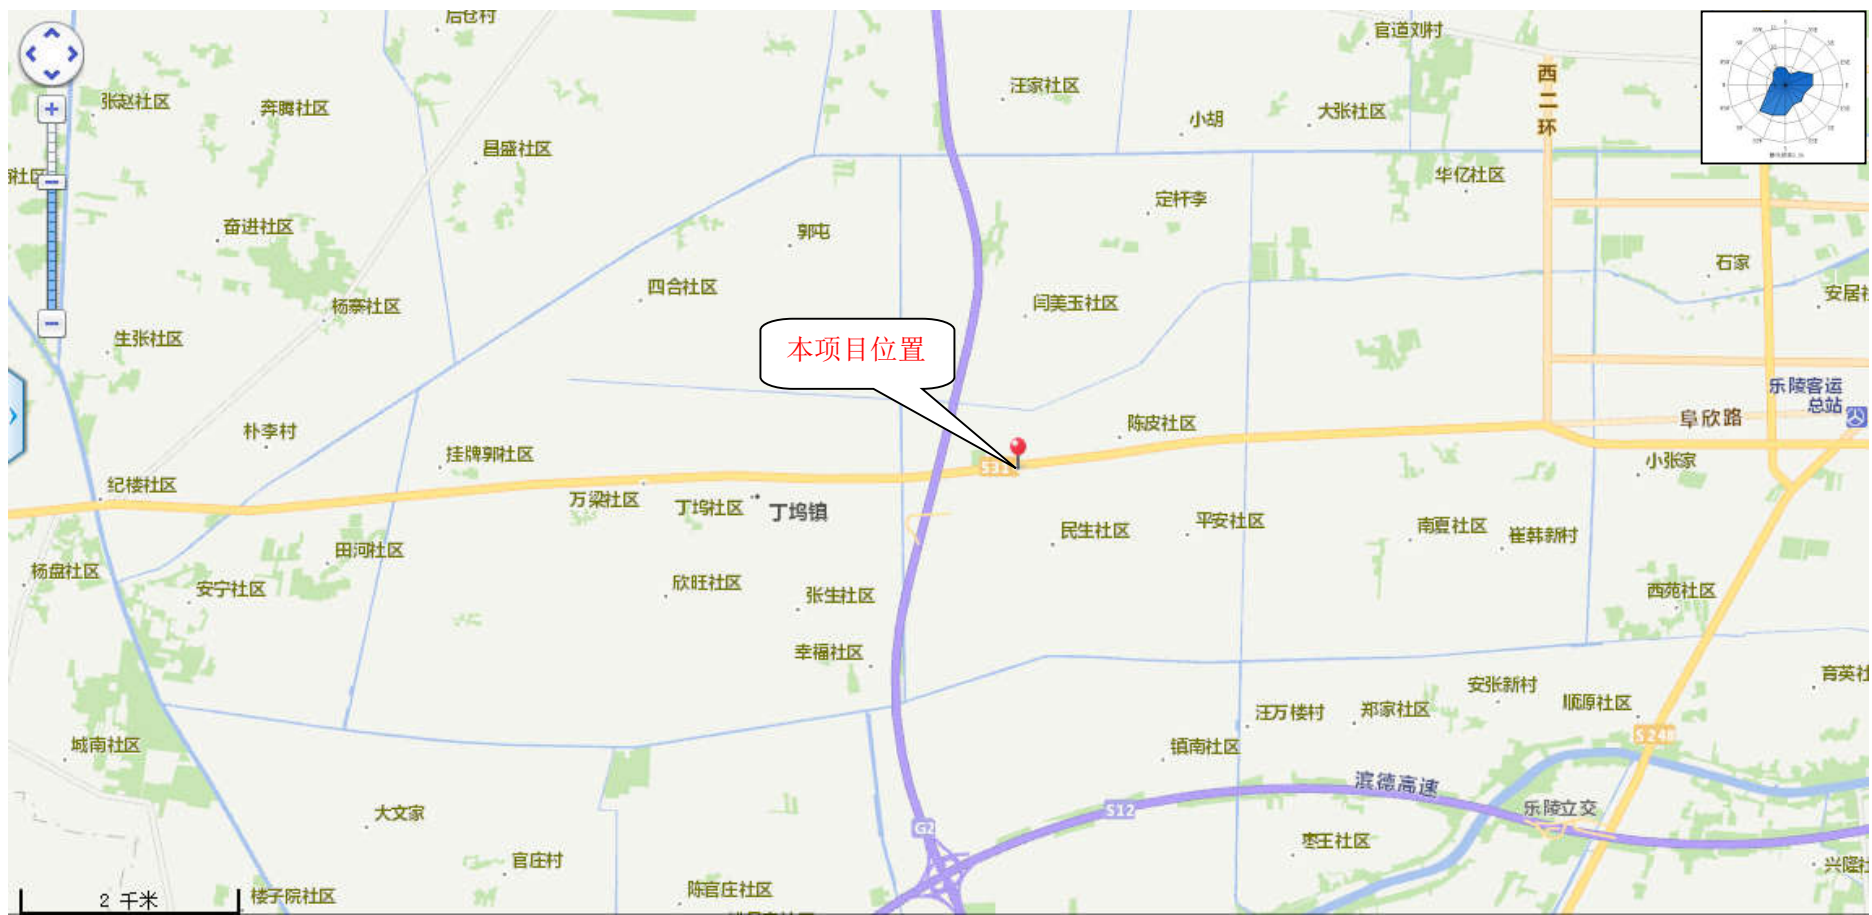 后仓村
官道刘村
西二环
汪家社区
张赵社区
奔腾社区
小胡
大张社区
昌盛社区
华亿社区
定杆李
奋进社区
郭屯
石家
四合社区
安居社
杨寨社区
闫美玉社区
生张社区
本项目位置
乐陵客运
总站
阜欣路
陈皮社区
朴李村
挂牌郭社区
小张家
S31
纪楼社区
万梁社区
丁坞社区
丁坞镇
民生社区
平安社区
南夏社区
崔韩新村
田河社区
杨盘社区
安宁社区
欣旺社区
张生社区
西苑社区
幸福社区
育英社
安张新村
顺原社区
汪万楼村
郑家社区
城南社区
镇南社区
S248
滨德高速
大文家
S12
乐陵立交
G2
枣王社区
官庄村
兴隆社
陈官庄社区
楼子院社区
2 千米